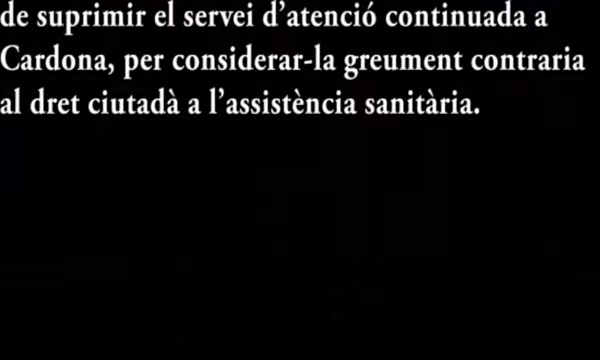 de suprimir el servei d’atenció continuada a
Cardona, per considerar-la greument contraria
al dret ciutadà a l’assistència sanitària.